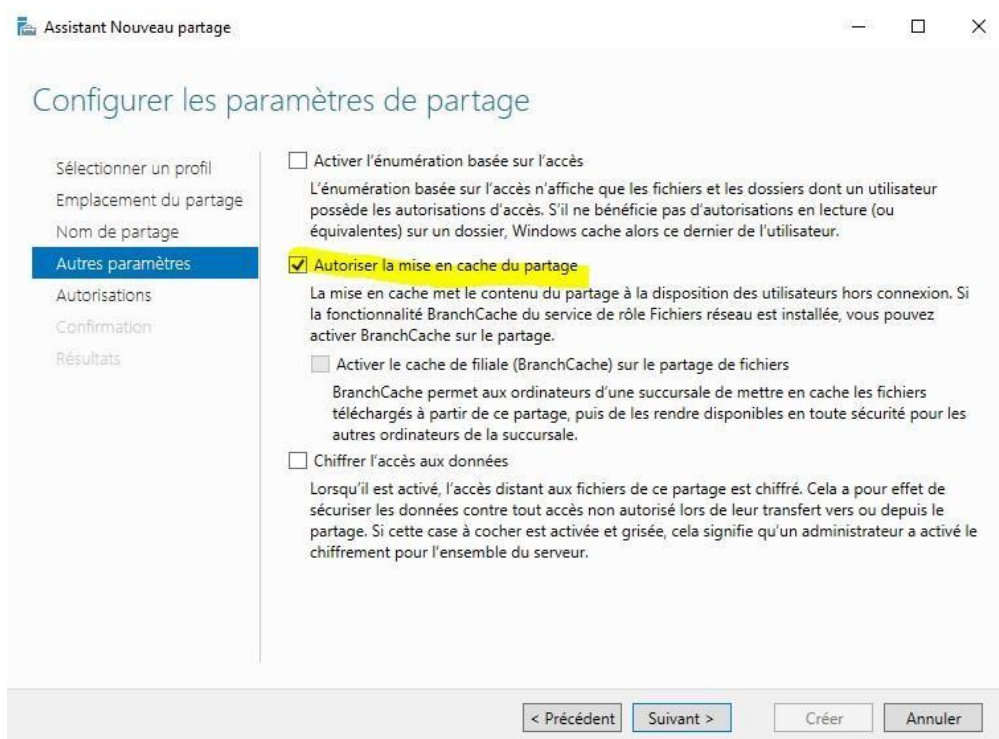 Assistant Nouveau partage
Configurer les paramètres de partage
Sélectionner un profil
Emplacement du partage
Nom de partage
Autres paramètres
Autorisations
Confirmation
Résultats
Activer l'énumération basée sur l'accès
L'énumération basée sur l'accès n'affiche que les fichiers et les dossiers dont un utilisateur
possède les autorisations d'accès. S'il ne bénéficie pas d'autorisations en lecture (ou
équivalentes) sur un dossier, Windows cache alors ce dernier de l'utilisateur.
Autoriser la mise en cache du partage
La mise en cache met le contenu du partage à la disposition des utilisateurs hors connexion. Si
la fonctionnalité BranchCache du service de rôle Fichiers réseau est installée, vous pouvez
activer BranchCache sur le partage.
Activer le cache de filiale (BranchCache) sur le partage de fichiers
BranchCache permet aux ordinateurs d'une succursale de mettre en cache les fichiers
téléchargés à partir de ce partage, puis de les rendre disponibles en toute sécurité pour les
autres ordinateurs de la succursale.
Chiffrer l'accès aux données
Lorsqu'il est activé, l'accès distant aux fichiers de ce partage est chiffré. Cela a pour effet de
sécuriser les données contre tout accès non autorisé lors de leur transfert vers ou depuis le
partage. Si cette case à cocher est activée et grisée, cela signifie qu'un administrateur a activé le
chiffrement pour l'ensemble du serveur.
< Précédent
Suivant >
Créer
Annuler